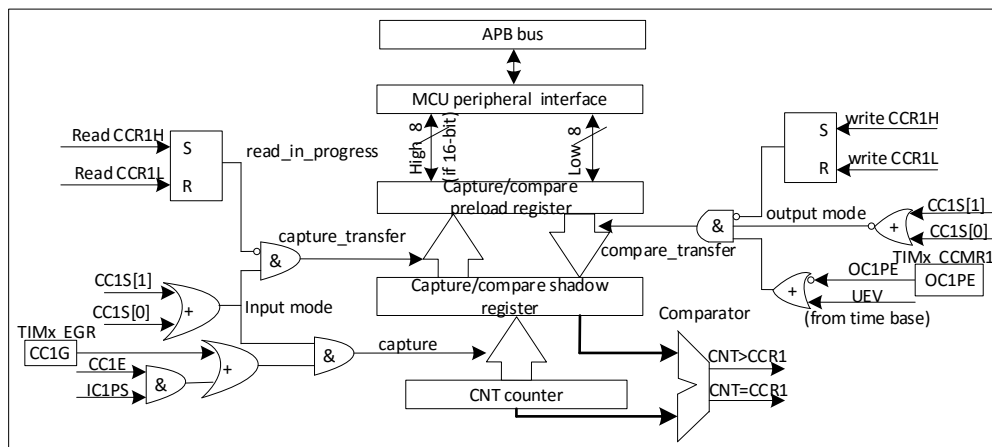 APB bus
MCU peripheral interface
High 8
(if 16-bit)
Low 8
Read CCR1H
Read CCR1L
S
R
read_in_progress
S
R
write CCR1H
write CCR1L
Capture/compare
preload register
capture_transfer
&
compare_transfer
&
output mode
+
CC1S[1]
CC1S[0]
TIMx_CCMR1
OC1PE
OC1PE
+
UEV
(from time base)
CC1S[1]
CC1S[0]
+
Input mode
Capture/compare shadow
register
Comparator
TIMx_EGR
CC1G
CC1E
IC1PS
&
+
&
capture
CNT counter
CNT>CCR1
CNT=CCR1